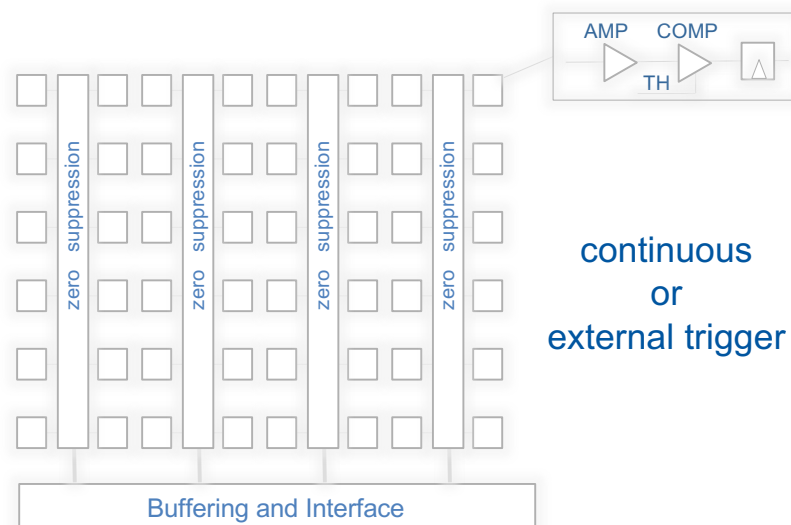 AMP COMP
TH
zero suppression
zero suppression
zero suppression
zero suppression
continuous
or
external trigger
Buffering and Interface